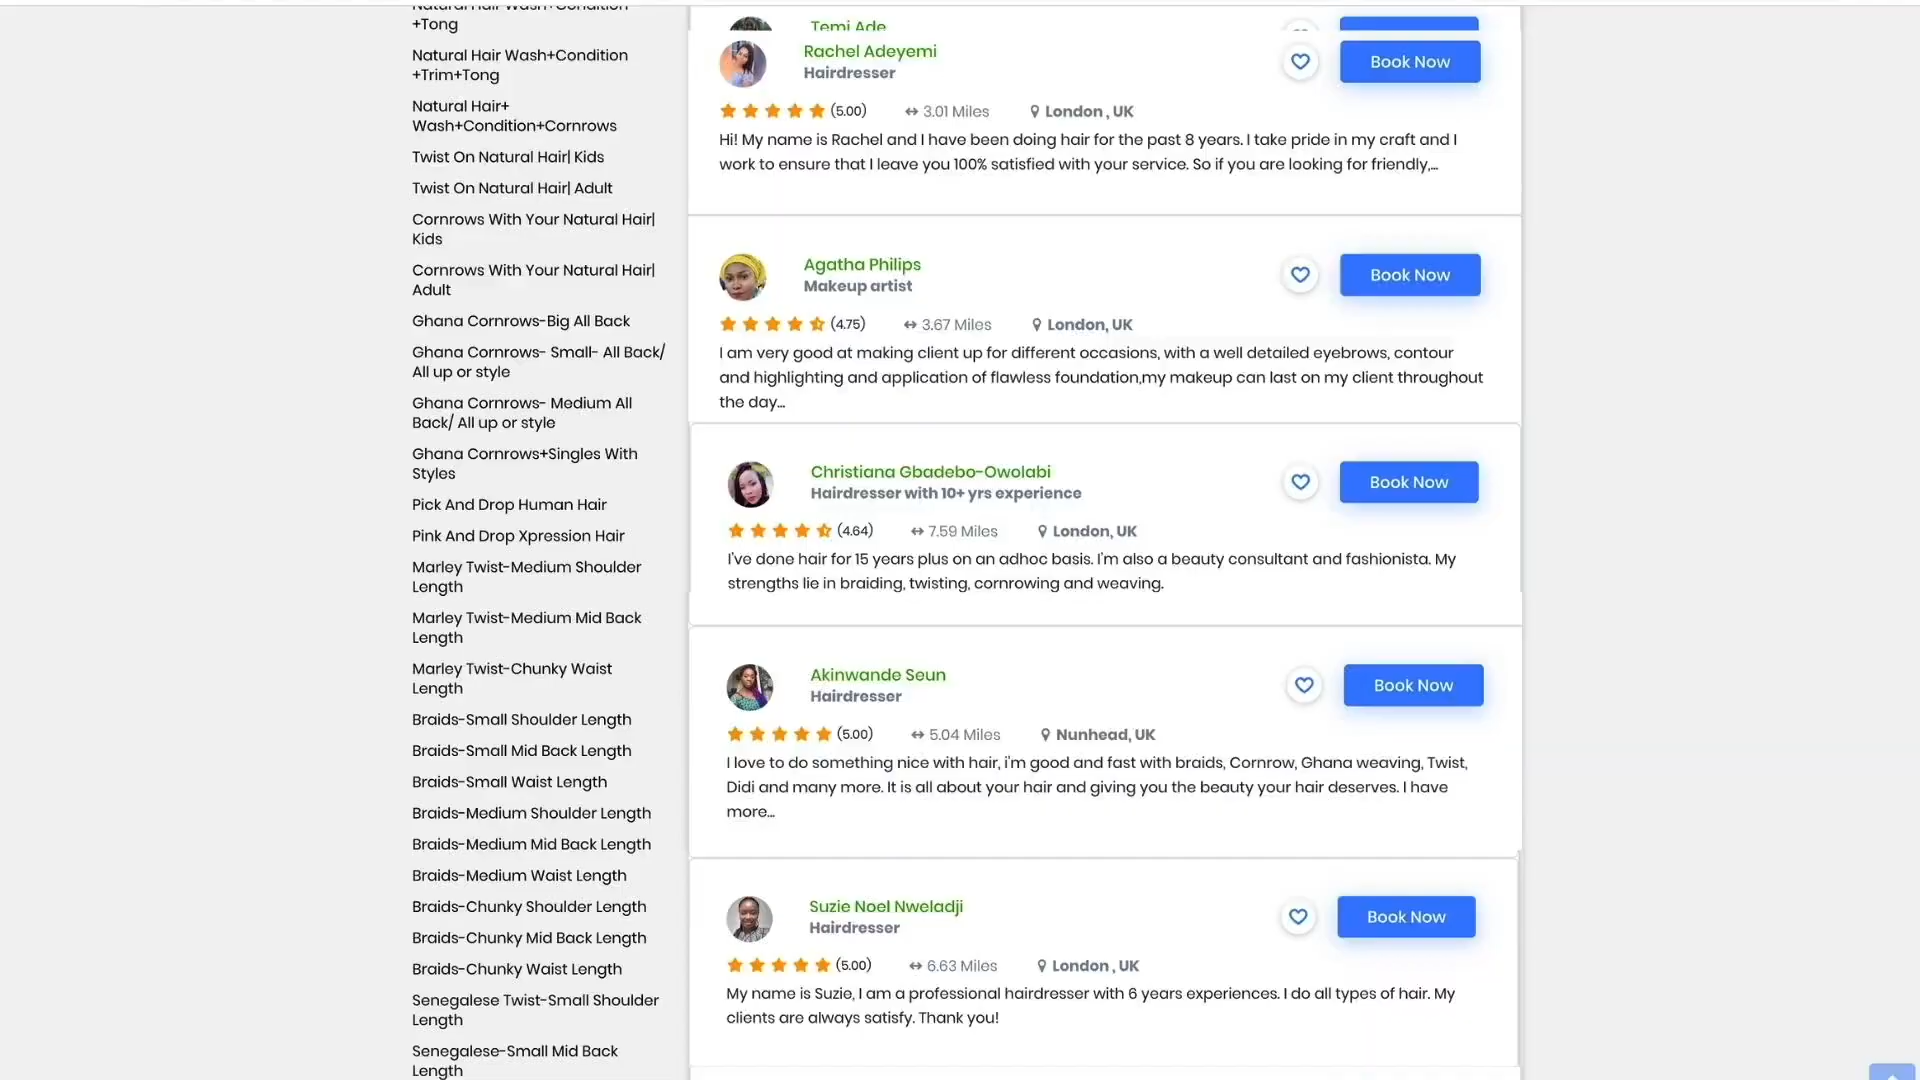 Natural Hair Wash+Condition
+Tong
Natural Hair Wash+Condition
+Trim+Tong
Natural Hair+
Wash+Condition+Cornrows
Twist On Natural Hair| Kids
Twist On Natural Hair| Adult
Cornrows With Your Natural Hair|
Kids
Cornrows With Your Natural Hair|
Adult
Ghana Cornrows-Big All Back
Ghana Cornrows- Small- All Back/
All up or style
Ghana Cornrows- Medium All
Back/ All up or style
Ghana Cornrows+Singles With
Styles
Pick And Drop Human Hair
Pink And Drop Xpression Hair
Marley Twist-Medium Shoulder
Length
Marley Twist-Medium Mid Back
Length
Marley Twist-Chunky Waist
Length
Braids-Small Shoulder Length
Braids-Small Mid Back Length
Braids-Small Waist Length
Braids-Medium Shoulder Length
Braids-Medium Mid Back Length
Braids-Medium Waist Length
Braids-Chunky Shoulder Length
Braids-Chunky Mid Back Length
Braids-Chunky Waist Length
Senegalese Twist-Small Shoulder
Length
Senegalese-Small Mid Back
Length
Temi Ade
Rachel Adeyemi
Hairdresser
Book Now
(5.00) 3.01 Miles London , UK
Hi! My name is Rachel and I have been doing hair for the past 8 years. I take pride in my craft and I
work to ensure that I leave you 100% satisfied with your service. So if you are looking for friendly,...
Agatha Philips
Makeup artist
Book Now
(4.75) 3.67 Miles London, UK
I am very good at making client up for different occasions, with a well detailed eyebrows, contour
and highlighting and application of flawless foundation,my makeup can last on my client throughout
the day...
Christiana Gbadebo-Owolabi
Hairdresser with 10+ yrs experience
Book Now
(4.64) 7.59 Miles London, UK
I've done hair for 15 years plus on an adhoc basis. I'm also a beauty consultant and fashionista. My
strengths lie in braiding, twisting, cornrowing and weaving.
Akinwande Seun
Hairdresser
Book Now
(5.00) 5.04 Miles Nunhead, UK
I love to do something nice with hair, i'm good and fast with braids, Cornrow, Ghana weaving, Twist,
Didi and many more. It is all about your hair and giving you the beauty your hair deserves. I have
more...
Suzie Noel Nweladji
Hairdresser
Book Now
(5.00) 6.63 Miles London , UK
My name is Suzie, I am a professional hairdresser with 6 years experiences. I do all types of hair. My
clients are always satisfy. Thank you!